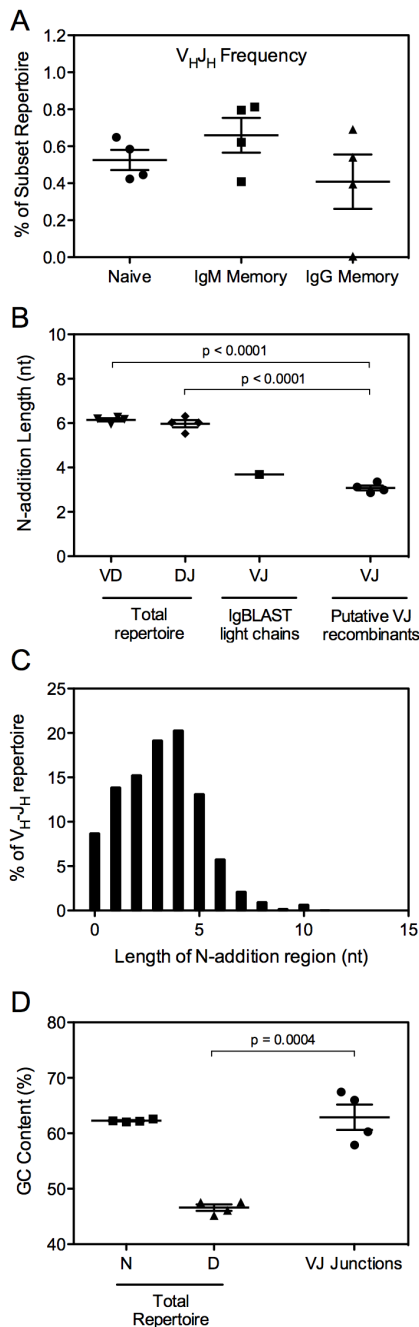 A
V_HJ_H Frequency
% of Subset Repertoire
1.2
1.0
0.8
0.6
0.4
0.2
0.0
Naive IgM Memory IgG Memory
B
N-addition Length (nt)
10
8
6
4
2
0
p < 0.0001
p < 0.0001
VD DJ VJ VJ
Total repertoire
IgBLAST light chains
Putative VJ recombinants
C
% of V_H-J_H repertoire
25
20
15
10
5
0
0 5 10 15
Length of N-addition region (nt)
D
GC Content (%)
80
70
60
50
40
p = 0.0004
N D VJ Junctions
Total
Repertoire